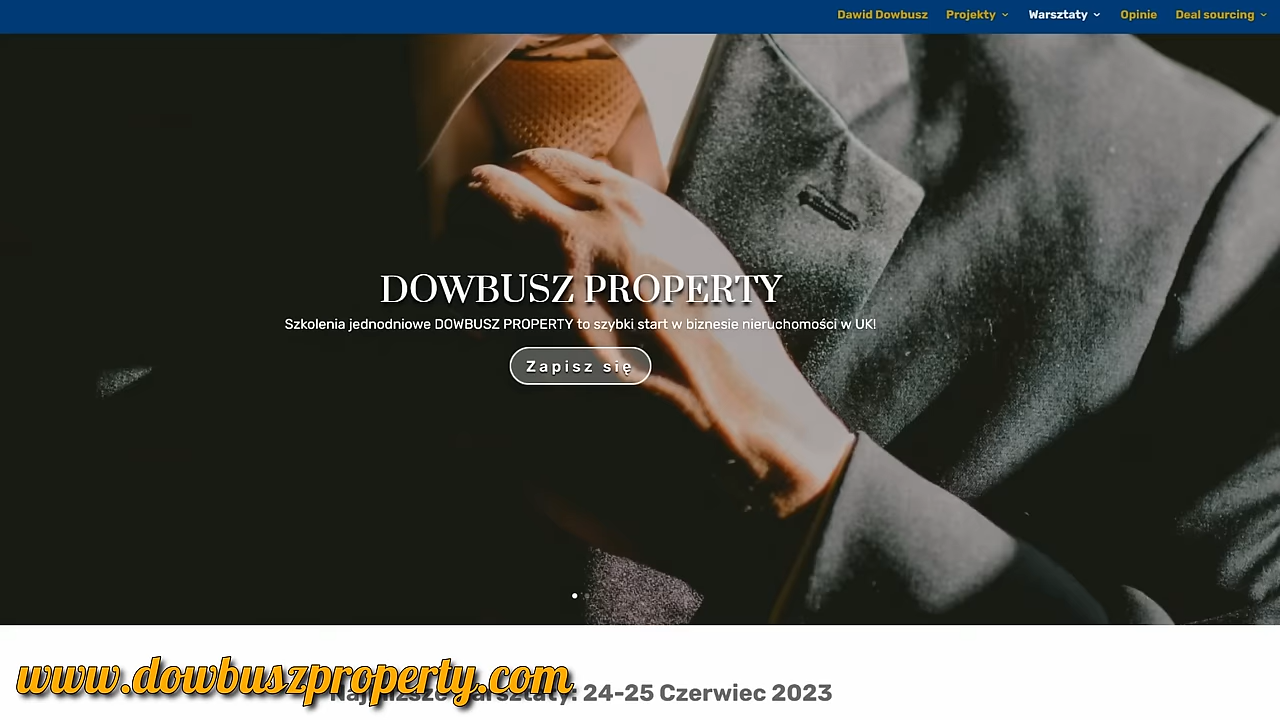 Dawid Dowbusz Projekty Warsztaty Opinie Deal sourcing
DOWBUSZ PROPERTY
Szkolenia jednodniowe DOWBUSZ PROPERTY to szybki start w biznesie nieruchomości w UK!
Zapisz się
www.dowbuszproperty.com
24-25 Czerwiec 2023